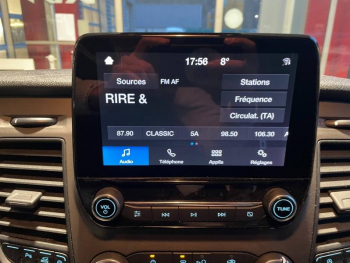 17:56 8°
Sources FM AF Stations
RIRE &
Fréquence
Circulat. (TA)
87.90 CLASSIC 5A 98.50 106.30 A
Audio Téléphone Applis Réglages
VOL TUNE